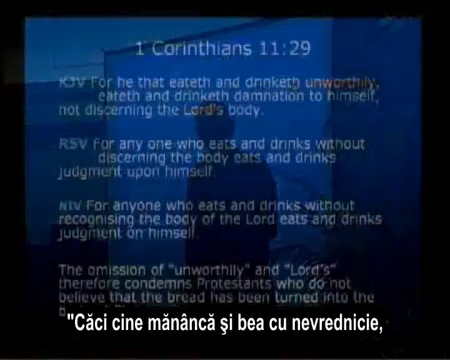 1 Corinthians 11:29
KJV For he that eateth and drinketh unworthily,
eateth and drinketh damnation to himself,
not discerning the Lord's body.
RSV For any one who eats and drinks without
discerning the body eats and drinks
judgment upon himself.
NIV For anyone who eats and drinks without
recognising the body of the Lord eats and drinks
judgment on himself.
The omission of "unworthily" and "Lord's"
therefore condemns Protestants who do not
believe that the bread has been turned into the
"Căci cine mănâncă şi bea cu nevrednicie,